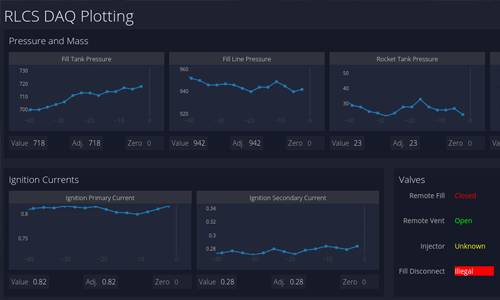 RLCS DAQ Plotting
Pressure and Mass
Fill Tank Pressure
Fill Line Pressure
Rocket Tank Pressure
730
720
710
700
960
940
520
50
40
30
Value 718 Adj. 718 Zero 0
Value 942 Adj. 942 Zero 0
Value 23 Adj. 23 Zero 0
Ignition Currents
Ignition Primary Current
Ignition Secondary Current
0.8
0.75
0.34
0.32
0.3
0.28
Value 0.82 Adj. 0.82 Zero 0
Value 0.28 Adj. 0.28 Zero 0
Valves
Remote Fill Closed
Remote Vent Open
Injector Unknown
Fill Disconnect Illegal